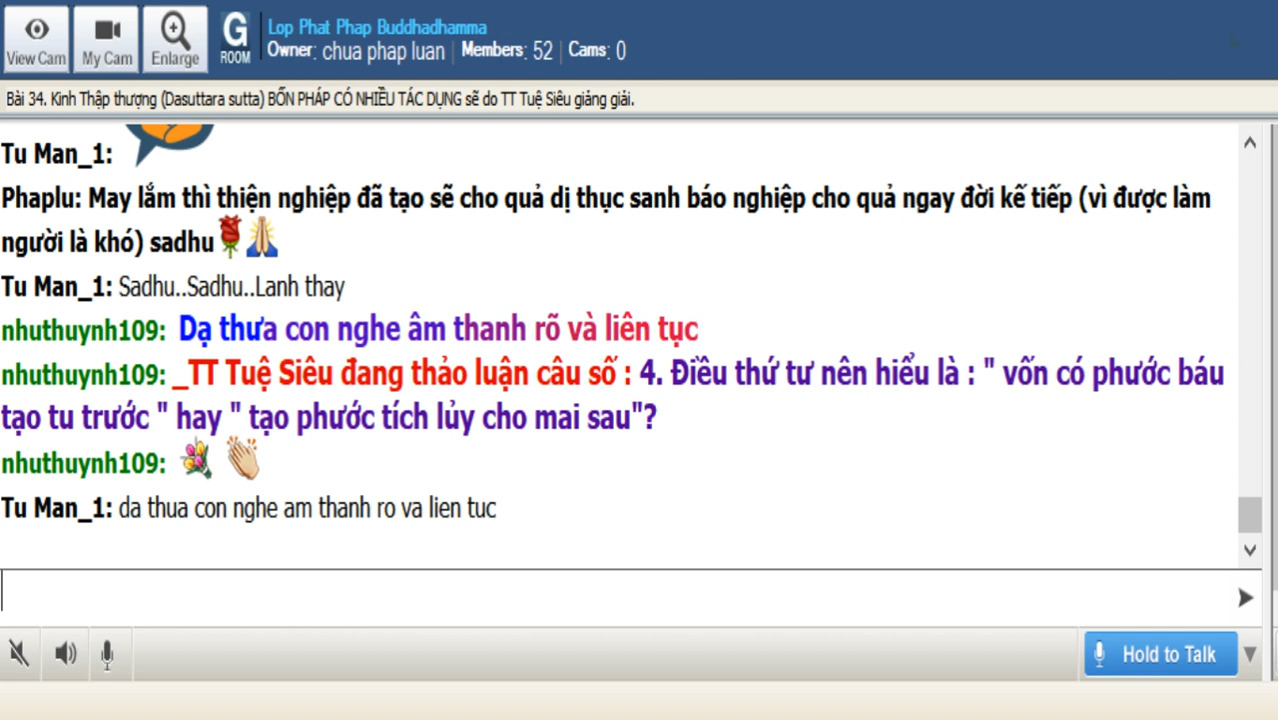 View Cam
My Cam
Enlarge
G
ROOM
Lop Phat Phap Buddhadhamma
Owner: chua phap luan | Members: 52 | Cams: 0
Bài 34. Kinh Thập thượng (Dasuttara sutta) BỐN PHÁP CÓ NHIỀU TÁC DỤNG sẽ do TT Tuệ Siêu giảng giải.
Tu Man_1:
Phaplu: May lắm thì thiện nghiệp đã tạo sẽ cho quả dị thục sanh báo nghiệp cho quả ngay đời kế tiếp (vì được làm
người là khó) sadhu
Tu Man_1: Sadhu..Sadhu..Lanh thay
nhuthuynh109: Dạ thưa con nghe âm thanh rõ và liên tục
nhuthuynh109: _TT Tuệ Siêu đang thảo luận câu số : 4. Điều thứ tư nên hiểu là : " vốn có phước báu
tạo tu trước " hay " tạo phước tích lủy cho mai sau"?
nhuthuynh109:
Tu Man_1: da thua con nghe am thanh ro va lien tuc
Hold to Talk